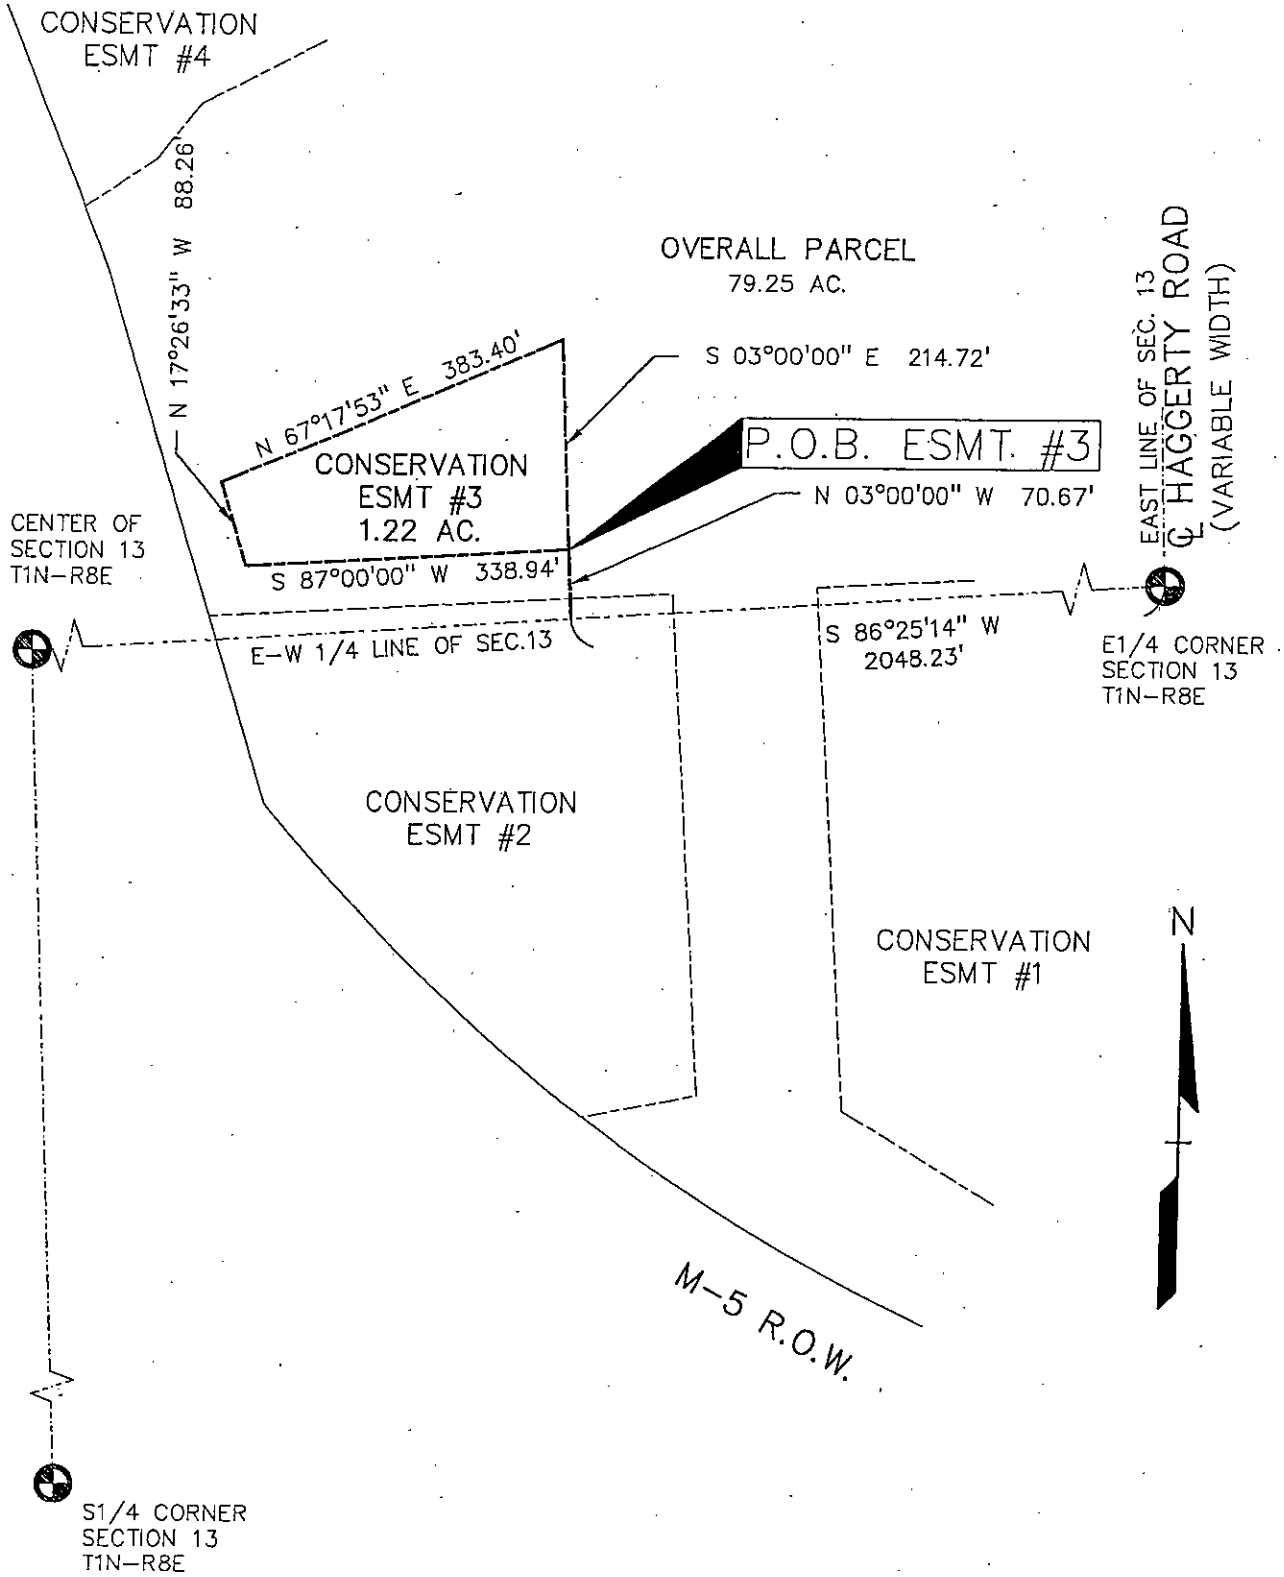 CONSERVATION
ESMT #4
N 17°26'33" W 88.26'
OVERALL PARCEL
79.25 AC.
EAST LINE OF SEC. 13
℄ HAGGERTY ROAD
(VARIABLE WIDTH)
N 67°17'53" E 383.40'
S 03°00'00" E 214.72'
P.O.B. ESMT. #3
CONSERVATION
ESMT #3
1.22 AC.
N 03°00'00" W 70.67'
CENTER OF
SECTION 13
T1N-R8E
S 87°00'00" W 338.94'
E-W 1/4 LINE OF SEC.13
S 86°25'14" W
2048.23'
E1/4 CORNER
SECTION 13
T1N-R8E
CONSERVATION
ESMT #2
CONSERVATION
ESMT #1
N
M-5 R.O.W.
S1/4 CORNER
SECTION 13
T1N-R8E